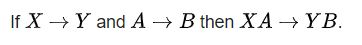 If X → Y and A → B then XA → YB.